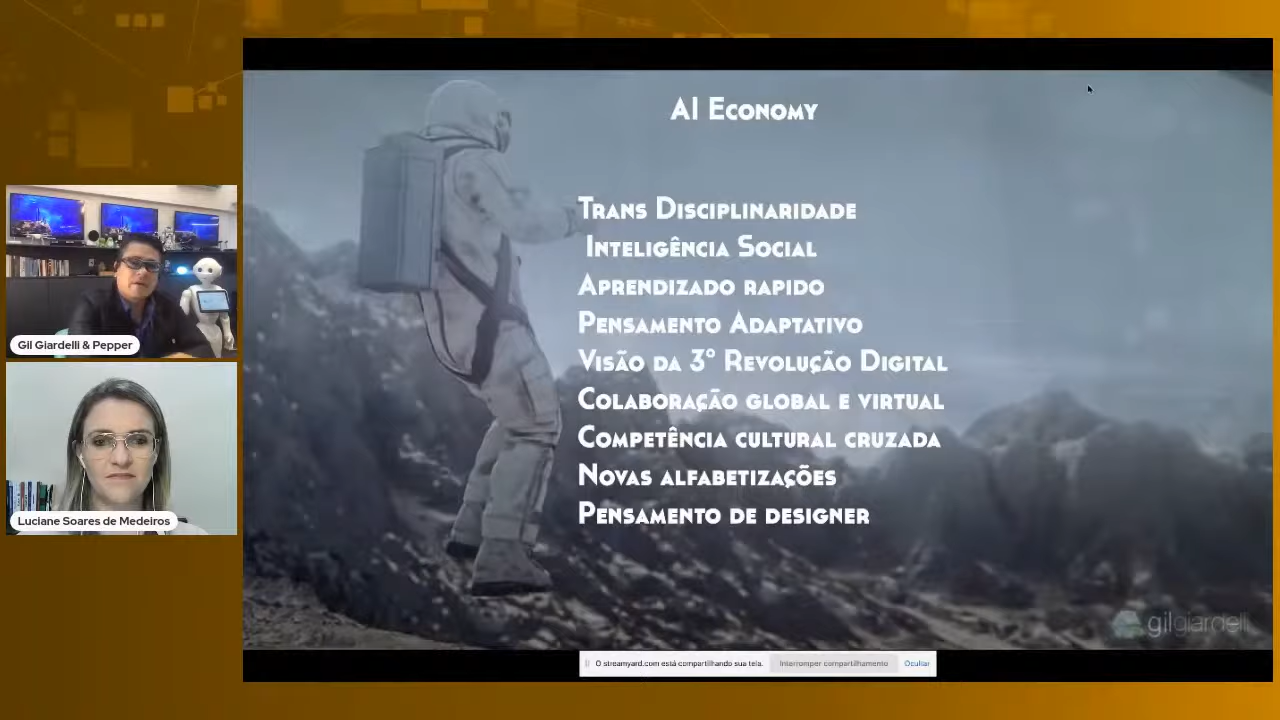 AI Economy
Trans Disciplinaridade
Inteligência Social
Aprendizado rapido
Pensamento Adaptativo
Visão da 3° Revolução Digital
Colaboração global e virtual
Competência cultural cruzada
Novas alfabetizações
Pensamento de designer
Gil Giardelli & Pepper
Luciane Soares de Medeiros
gilgiardelli
O streamyard.com está compartilhando sua tela.
Interromper compartilhamento
Ocultar